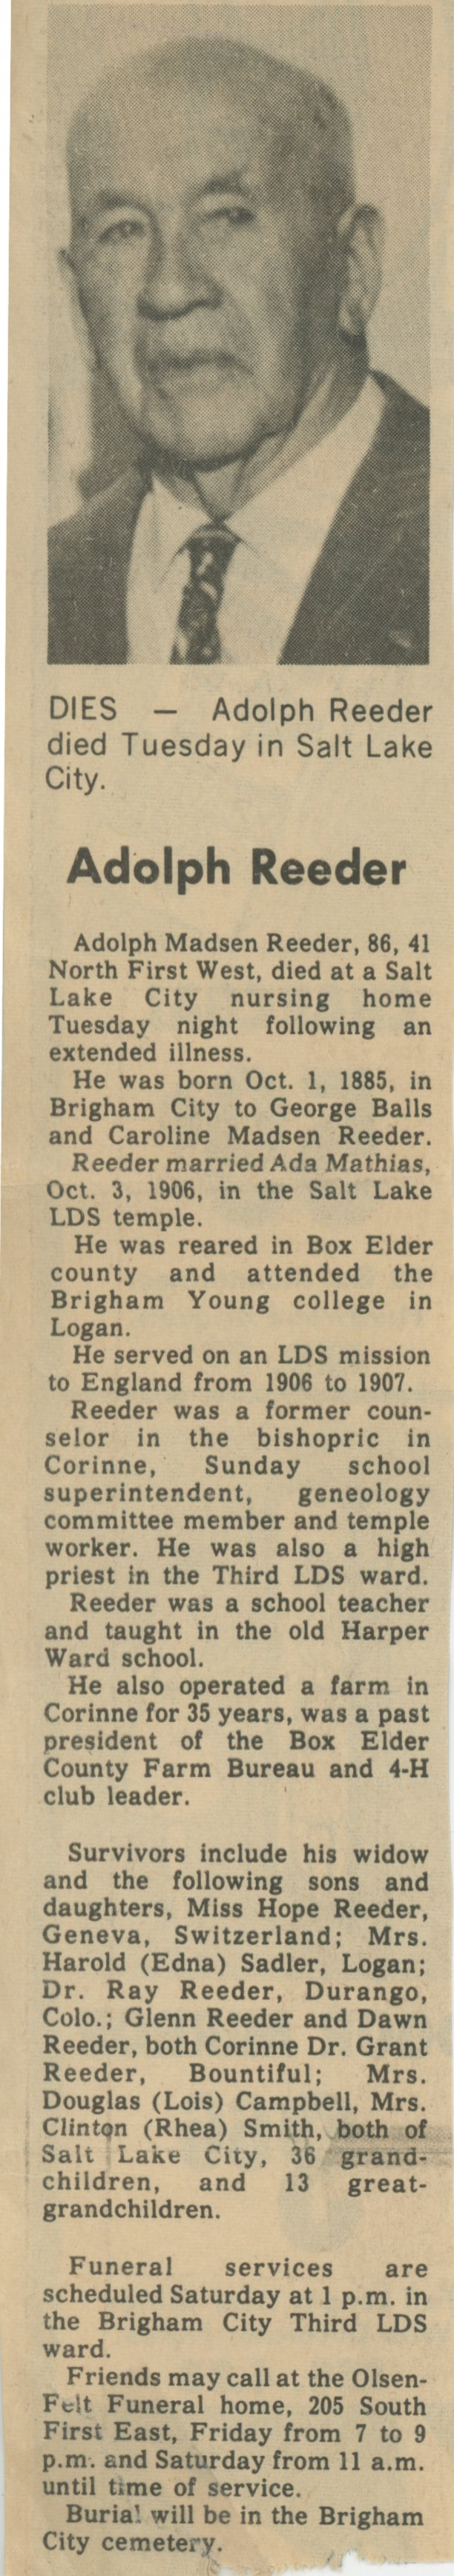 DIES — Adolph Reeder
died Tuesday in Salt Lake
City.
Adolph Reeder
Adolph Madsen Reeder, 86, 41
North First West, died at a Salt
Lake City nursing home
Tuesday night following an
extended illness.
He was born Oct. 1, 1885, in
Brigham City to George Balls
and Caroline Madsen Reeder.
Reeder married Ada Mathias,
Oct. 3, 1906, in the Salt Lake
LDS temple.
He was reared in Box Elder
county and attended the
Brigham Young college in
Logan.
He served on an LDS mission
to England from 1906 to 1907.
Reeder was a former coun-
selor in the bishopric in
Corinne, Sunday school
superintendent, geneology
committee member and temple
worker. He was also a high
priest in the Third LDS ward.
Reeder was a school teacher
and taught in the old Harper
Ward school.
He also operated a farm in
Corinne for 35 years, was a past
president of the Box Elder
County Farm Bureau and 4-H
club leader.
Survivors include his widow
and the following sons and
daughters, Miss Hope Reeder,
Geneva, Switzerland; Mrs.
Harold (Edna) Sadler, Logan;
Dr. Ray Reeder, Durango,
Colo.; Glenn Reeder and Dawn
Reeder, both Corinne Dr. Grant
Reeder, Bountiful; Mrs.
Douglas (Lois) Campbell, Mrs.
Clinton (Rhea) Smith, both of
Salt Lake City, 36 grand-
children, and 13 great-
grandchildren.
Funeral services are
scheduled Saturday at 1 p.m. in
the Brigham City Third LDS
ward.
Friends may call at the Olsen-
Felt Funeral home, 205 South
First East, Friday from 7 to 9
p.m. and Saturday from 11 a.m.
until time of service.
Burial will be in the Brigham
City cemetery.